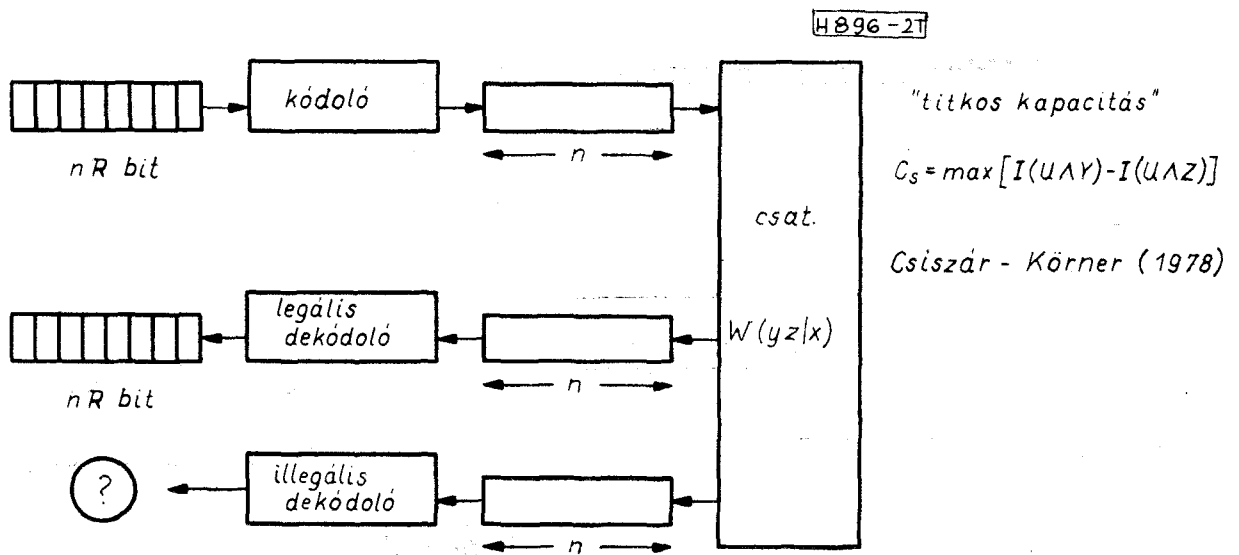 H896-2T
kódoló
nR bit
n
"titkos kapacitás"
Cs = max [I(U∧Y)-I(U∧Z)]
Csiszár - Körner (1978)
csat.
W(yz|x)
legális
dekódoló
nR bit
n
?
illegális
dekódoló
n